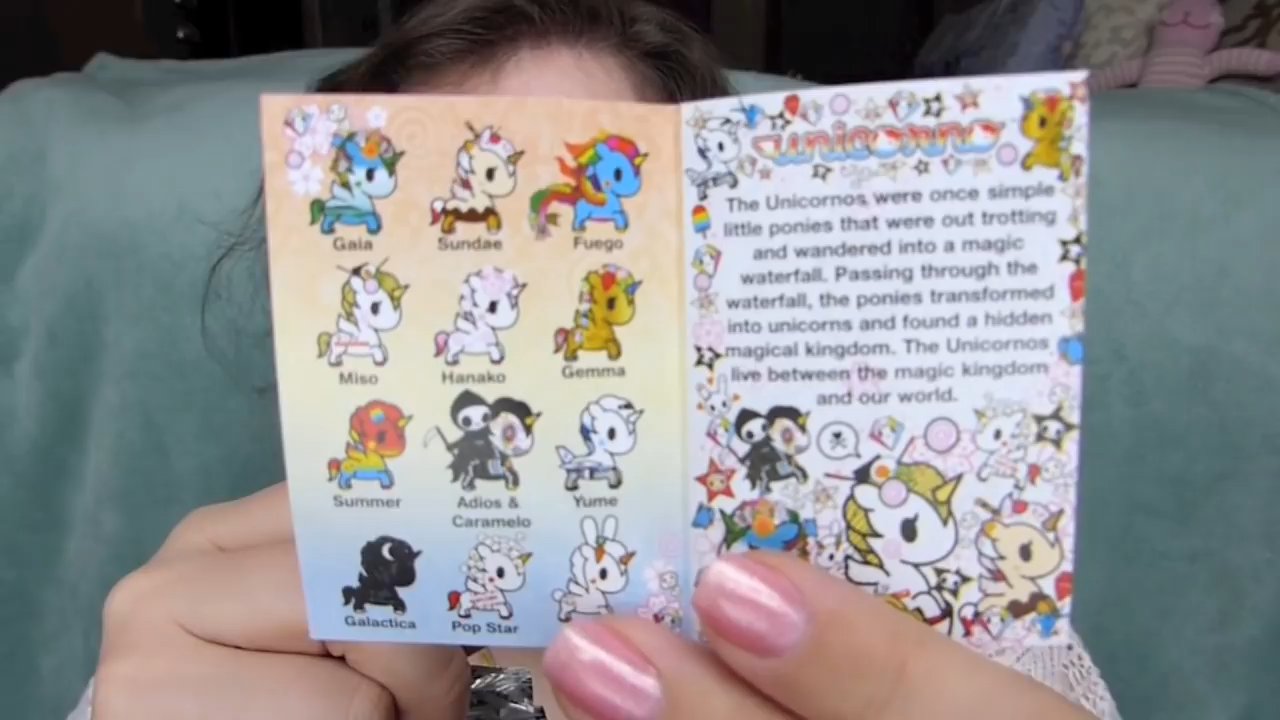 Gaia Sundae Fuego
Miso Hanako Gemma
Summer Adios & Caramelo Yume
Galactica Pop Star
unicorno
The Unicornos were once simple
little ponies that were out trotting
and wandered into a magic
waterfall. Passing through the
waterfall, the ponies transformed
into unicorns and found a hidden
magical kingdom. The Unicornos
live between the magic kingdom
and our world.